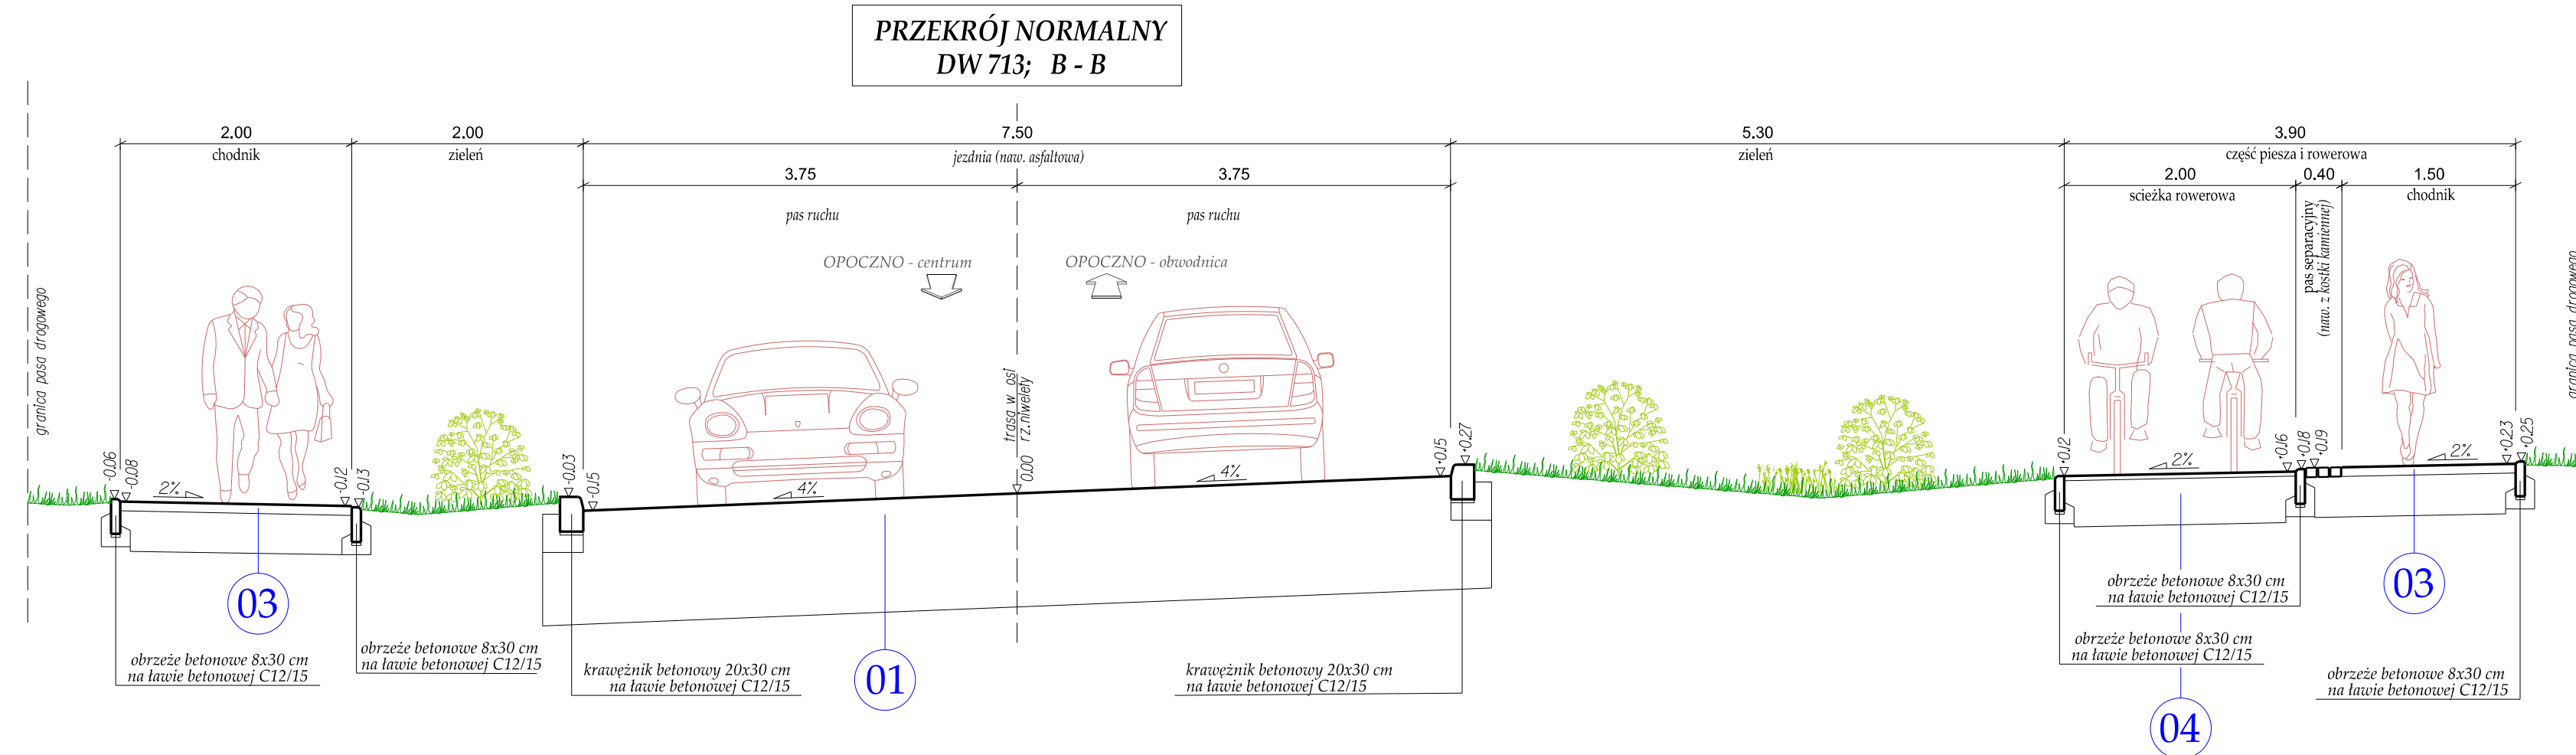 PRZEKRÓJ NORMALNY
DW 713; B - B
2.00
2.00
7.50
5.30
3.90
chodnik
zieleń
jezdnia (naw. asfaltowa)
zieleń
część piesza i rowerowa
3.75
3.75
2.00
0.40
1.50
scieżka rowerowa
chodnik
pas ruchu
pas ruchu
pas separacyjny
(naw. z kostki kamiennej)
OPOCZNO - centrum
OPOCZNO - obwodnica
granica pasa drogowego
granica pasa drogowego
trasa w osi
0.00 rz.niwelety
-0.06
-0.08
2%
-0.12
-0.13
-0.03
-0.15
4%
4%
+0.15
+0.27
+0.12
2%
+0.16
+0.18
+0.19
2%
+0.23
+0.25
03
01
03
04
obrzeże betonowe 8x30 cm
na ławie betonowej C12/15
obrzeże betonowe 8x30 cm
na ławie betonowej C12/15
krawężnik betonowy 20x30 cm
na ławie betonowej C12/15
krawężnik betonowy 20x30 cm
na ławie betonowej C12/15
obrzeże betonowe 8x30 cm
na ławie betonowej C12/15
obrzeże betonowe 8x30 cm
na ławie betonowej C12/15
obrzeże betonowe 8x30 cm
na ławie betonowej C12/15